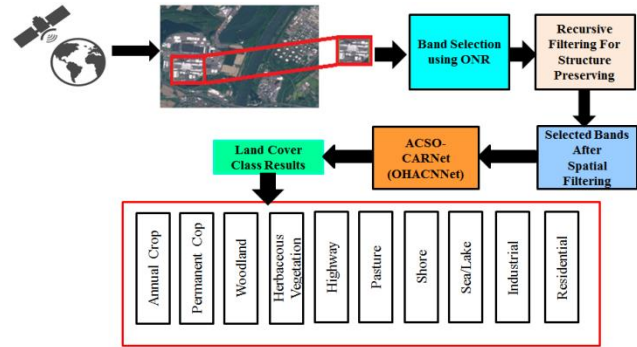 Band Selection
using ONR
Recursive
Filtering For
Structure
Preserving
Selected Bands
After
Spatial
Filtering
ACSO-
CARNet
(OHACNNet)
Land Cover
Class Results
Annual Crop
Permanent Cop
Woodland
Herbaceous
Vegetation
Highway
Pasture
Shore
Sea/Lake
Industrial
Residential